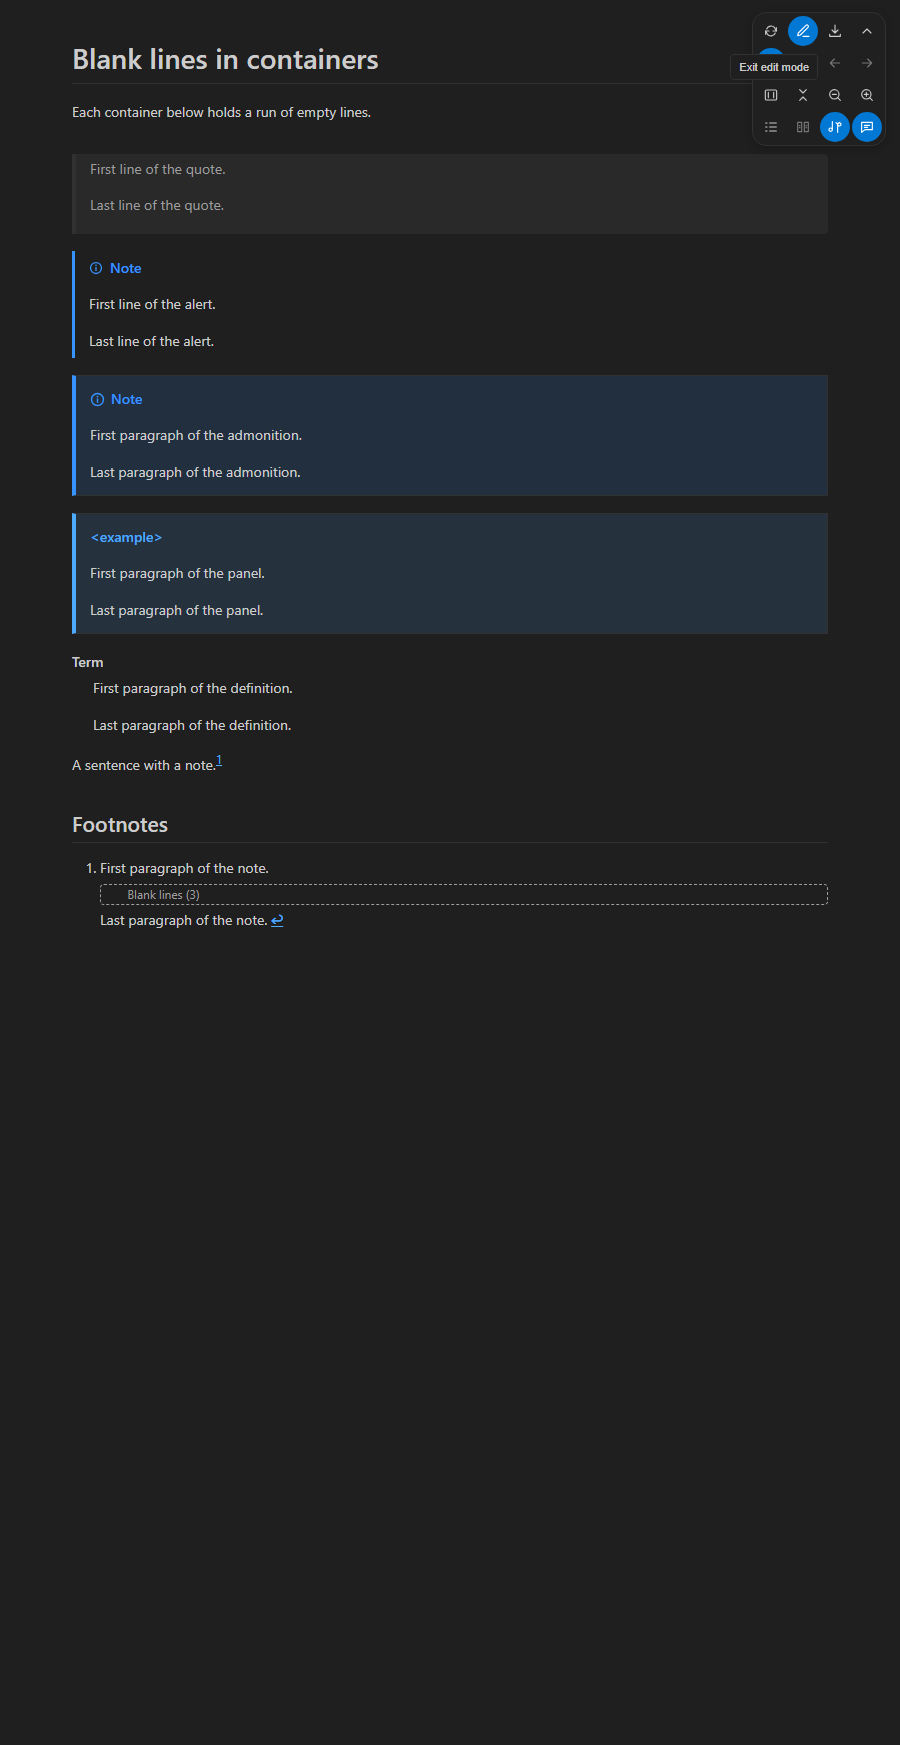 Blank lines in containers
Exit edit mode
Each container below holds a run of empty lines.
First line of the quote.
Last line of the quote.
Note
First line of the alert.
Last line of the alert.
Note
First paragraph of the admonition.
Last paragraph of the admonition.
<example>
First paragraph of the panel.
Last paragraph of the panel.
Term
First paragraph of the definition.
Last paragraph of the definition.
A sentence with a note.1
Footnotes
1. First paragraph of the note.
Blank lines (3)
Last paragraph of the note. ↩